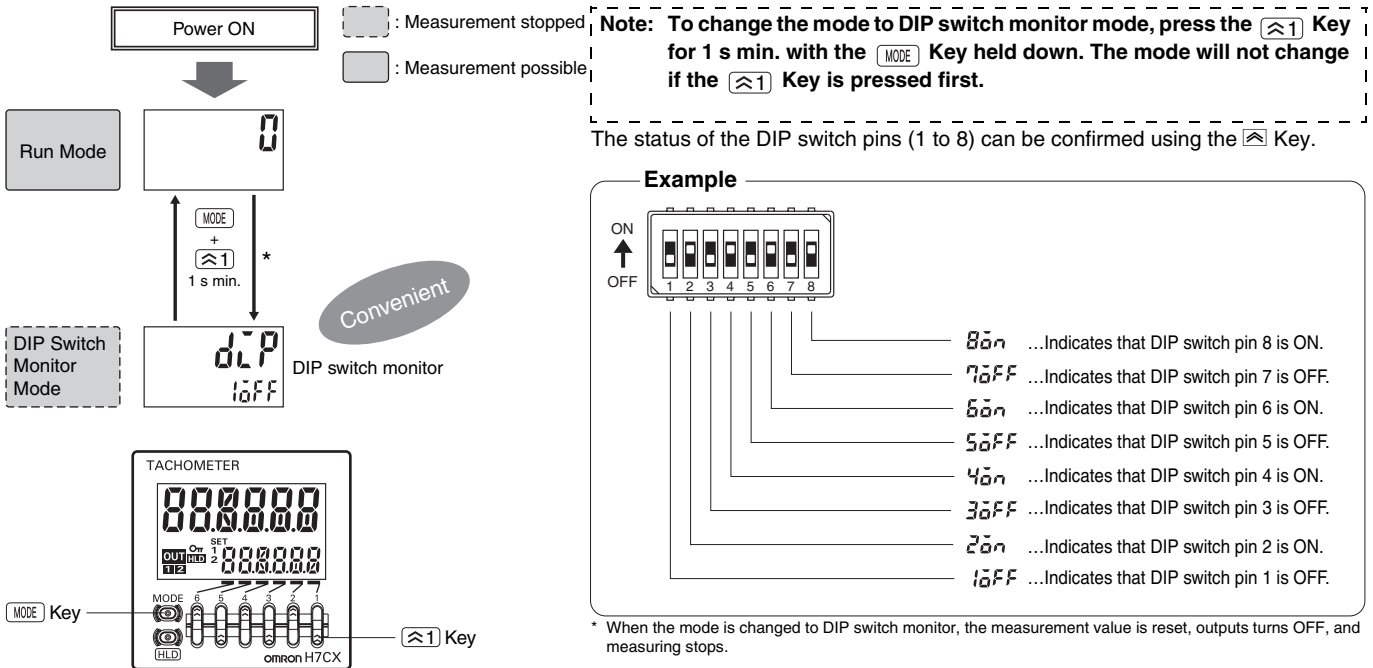 Power ON
: Measurement stopped
: Measurement possible
Run Mode
0
MODE
+
1
1 s min.
*
Convenient
DIP Switch
Monitor
Mode
diP
1oFF
DIP switch monitor
TACHOMETER
88.8.8.8.8
OUT HLD
1 2
SET
1
2
88.8.8.8.8
MODE 6 5 4 3 2 1
HLD
OMRON H7CX
MODE Key
1 Key
Note: To change the mode to DIP switch monitor mode, press the 1 Key
for 1 s min. with the MODE Key held down. The mode will not change
if the 1 Key is pressed first.
The status of the DIP switch pins (1 to 8) can be confirmed using the Key.
Example
ON
OFF
1 2 3 4 5 6 7 8
8on …Indicates that DIP switch pin 8 is ON.
7oFF …Indicates that DIP switch pin 7 is OFF.
6on …Indicates that DIP switch pin 6 is ON.
5oFF …Indicates that DIP switch pin 5 is OFF.
4on …Indicates that DIP switch pin 4 is ON.
3oFF …Indicates that DIP switch pin 3 is OFF.
2on …Indicates that DIP switch pin 2 is ON.
1oFF …Indicates that DIP switch pin 1 is OFF.
* When the mode is changed to DIP switch monitor, the measurement value is reset, outputs turns OFF, and
measuring stops.